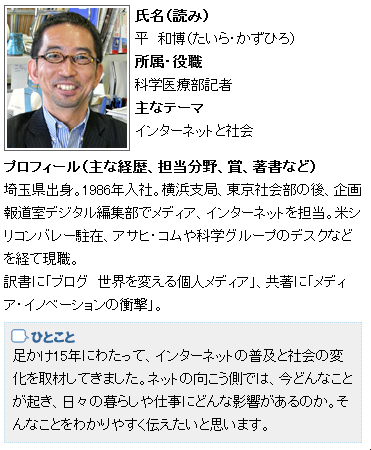 氏名(読み)
平　和博(たいら・かずひろ)
所属・役職
科学医療部記者
主なテーマ
インターネットと社会
プロフィール(主な経歴、担当分野、賞、著書など)
埼玉県出身。1986年入社。横浜支局、東京社会部の後、企画
報道室デジタル編集部でメディア、インターネットを担当。米シ
リコンバレー駐在、アサヒ・コムや科学グループのデスクなど
を経て現職。
訳書に「ブログ　世界を変える個人メディア」、共著に「メディ
ア・イノベーションの衝撃」。
ひとこと
足かけ15年にわたって、インターネットの普及と社会の変
化を取材してきました。ネットの向こう側では、今どんなこと
が起き、日々の暮らしや仕事にどんな影響があるのか。そ
んなことをわかりやすく伝えたいと思います。